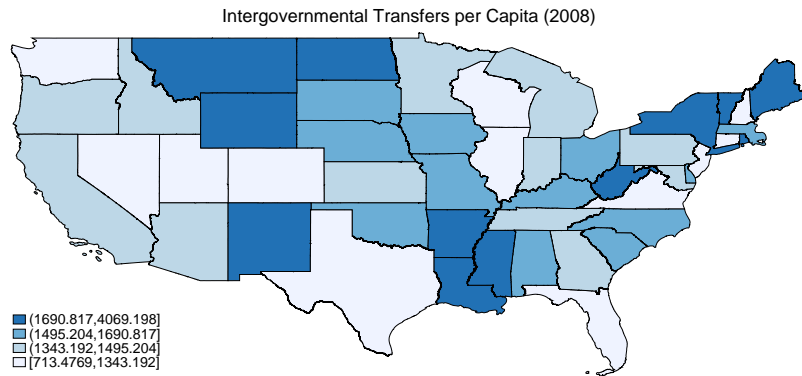 Intergovernmental Transfers per Capita (2008)
(1690.817,4069.198]
(1495.204,1690.817]
(1343.192,1495.204]
[713.4769,1343.192]